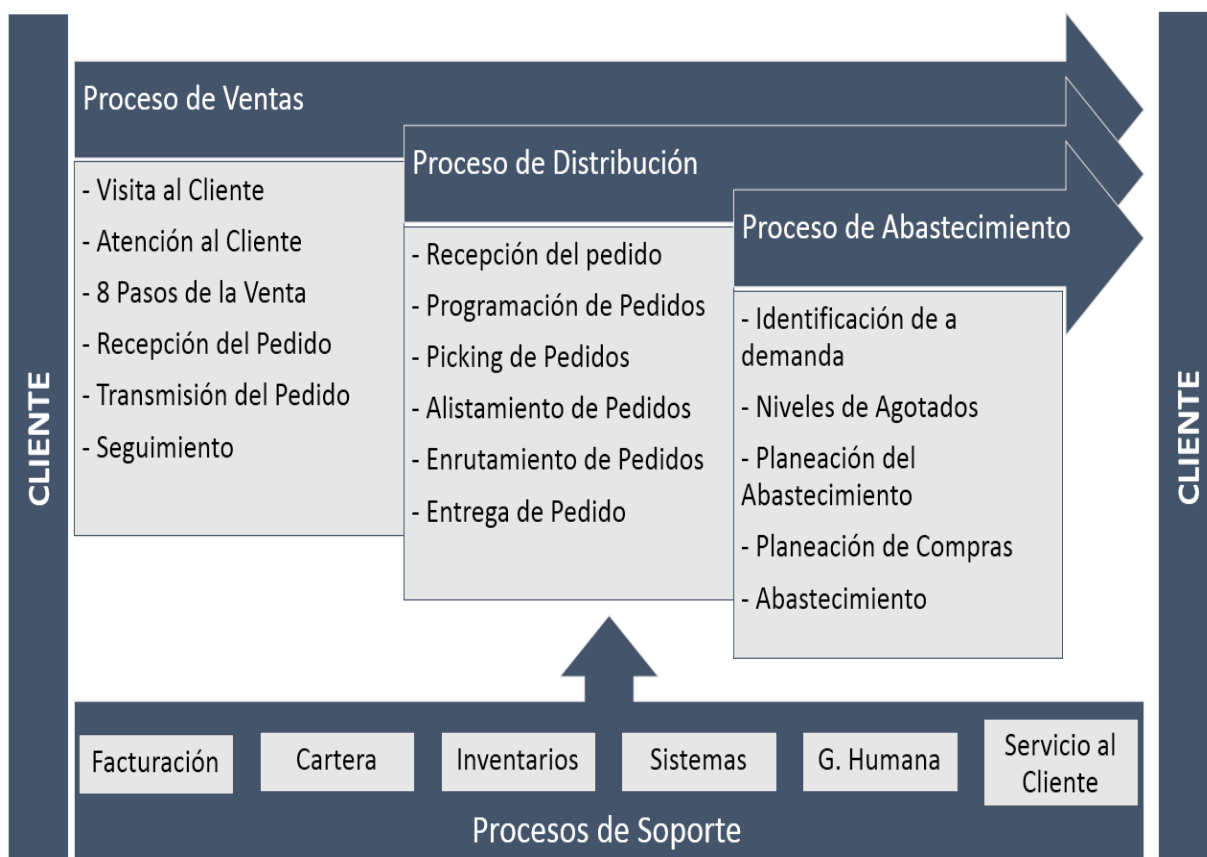 CLIENTE
Proceso de Ventas
- Visita al Cliente
- Atención al Cliente
- 8 Pasos de la Venta
- Recepción del Pedido
- Transmisión del Pedido
- Seguimiento
Proceso de Distribución
- Recepción del pedido
- Programación de Pedidos
- Picking de Pedidos
- Alistamiento de Pedidos
- Enrutamiento de Pedidos
- Entrega de Pedido
Proceso de Abastecimiento
- Identificación de a
demanda
- Niveles de Agotados
- Planeación del
Abastecimiento
- Planeación de Compras
- Abastecimiento
CLIENTE
Facturación
Cartera
Inventarios
Sistemas
G. Humana
Servicio al
Cliente
Procesos de Soporte